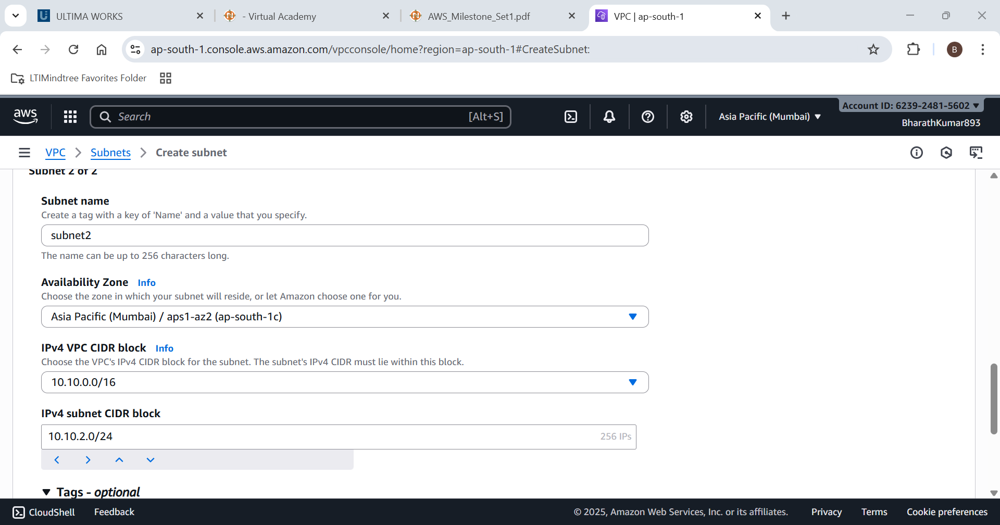 ULTIMA WORKS
- Virtual Academy
AWS_Milestone_Set1.pdf
VPC | ap-south-1
ap-south-1.console.aws.amazon.com/vpcconsole/home?region=ap-south-1#CreateSubnet:
B
LTIMindtree Favorites Folder
aws
Search
[Alt+S]
Asia Pacific (Mumbai)
Account ID: 6239-2481-5602
BharathKumar893
VPC
Subnets
Create subnet
Subnet 2 of 2
Subnet name
Create a tag with a key of 'Name' and a value that you specify.
subnet2
The name can be up to 256 characters long.
Availability Zone Info
Choose the zone in which your subnet will reside, or let Amazon choose one for you.
Asia Pacific (Mumbai) / aps1-az2 (ap-south-1c)
IPv4 VPC CIDR block Info
Choose the VPC's IPv4 CIDR block for the subnet. The subnet's IPv4 CIDR must lie within this block.
10.10.0.0/16
IPv4 subnet CIDR block
10.10.2.0/24
256 IPs
Tags - optional
CloudShell
Feedback
© 2025, Amazon Web Services, Inc. or its affiliates.
Privacy
Terms
Cookie preferences